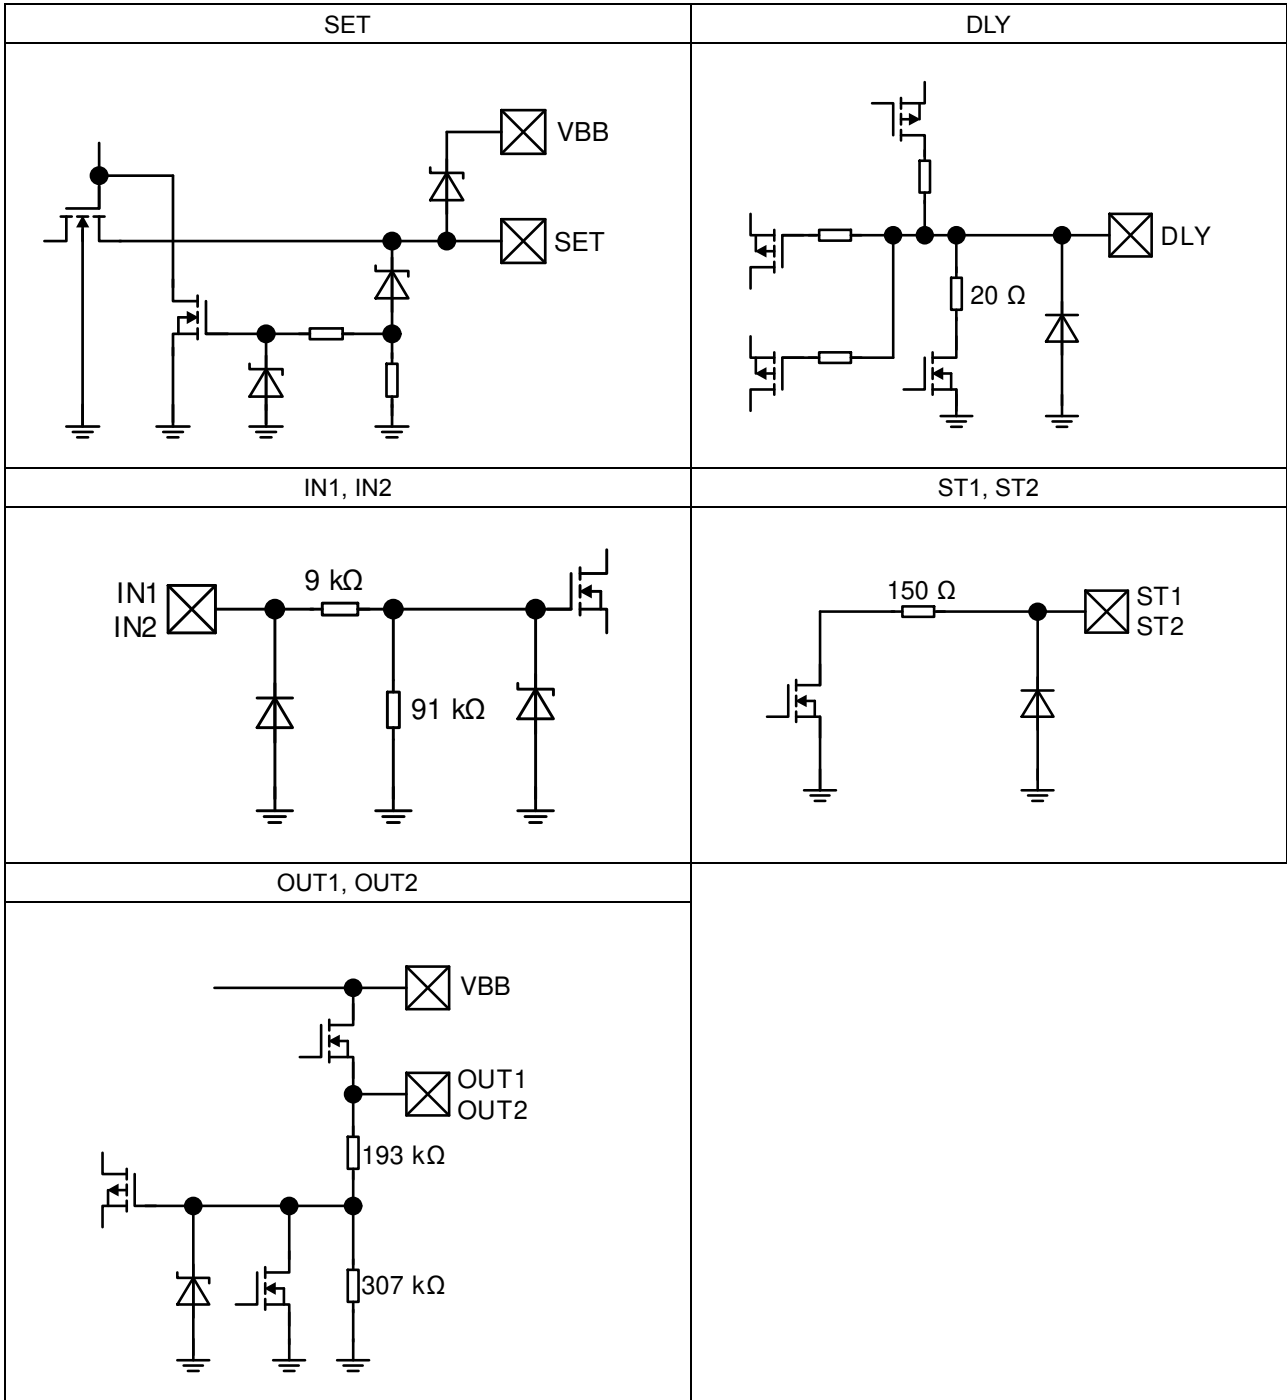 SET
DLY
VBB
SET
DLY
20 Ω
IN1, IN2
ST1, ST2
IN1
IN2
9 kΩ
91 kΩ
150 Ω
ST1
ST2
OUT1, OUT2
VBB
OUT1
OUT2
193 kΩ
307 kΩ